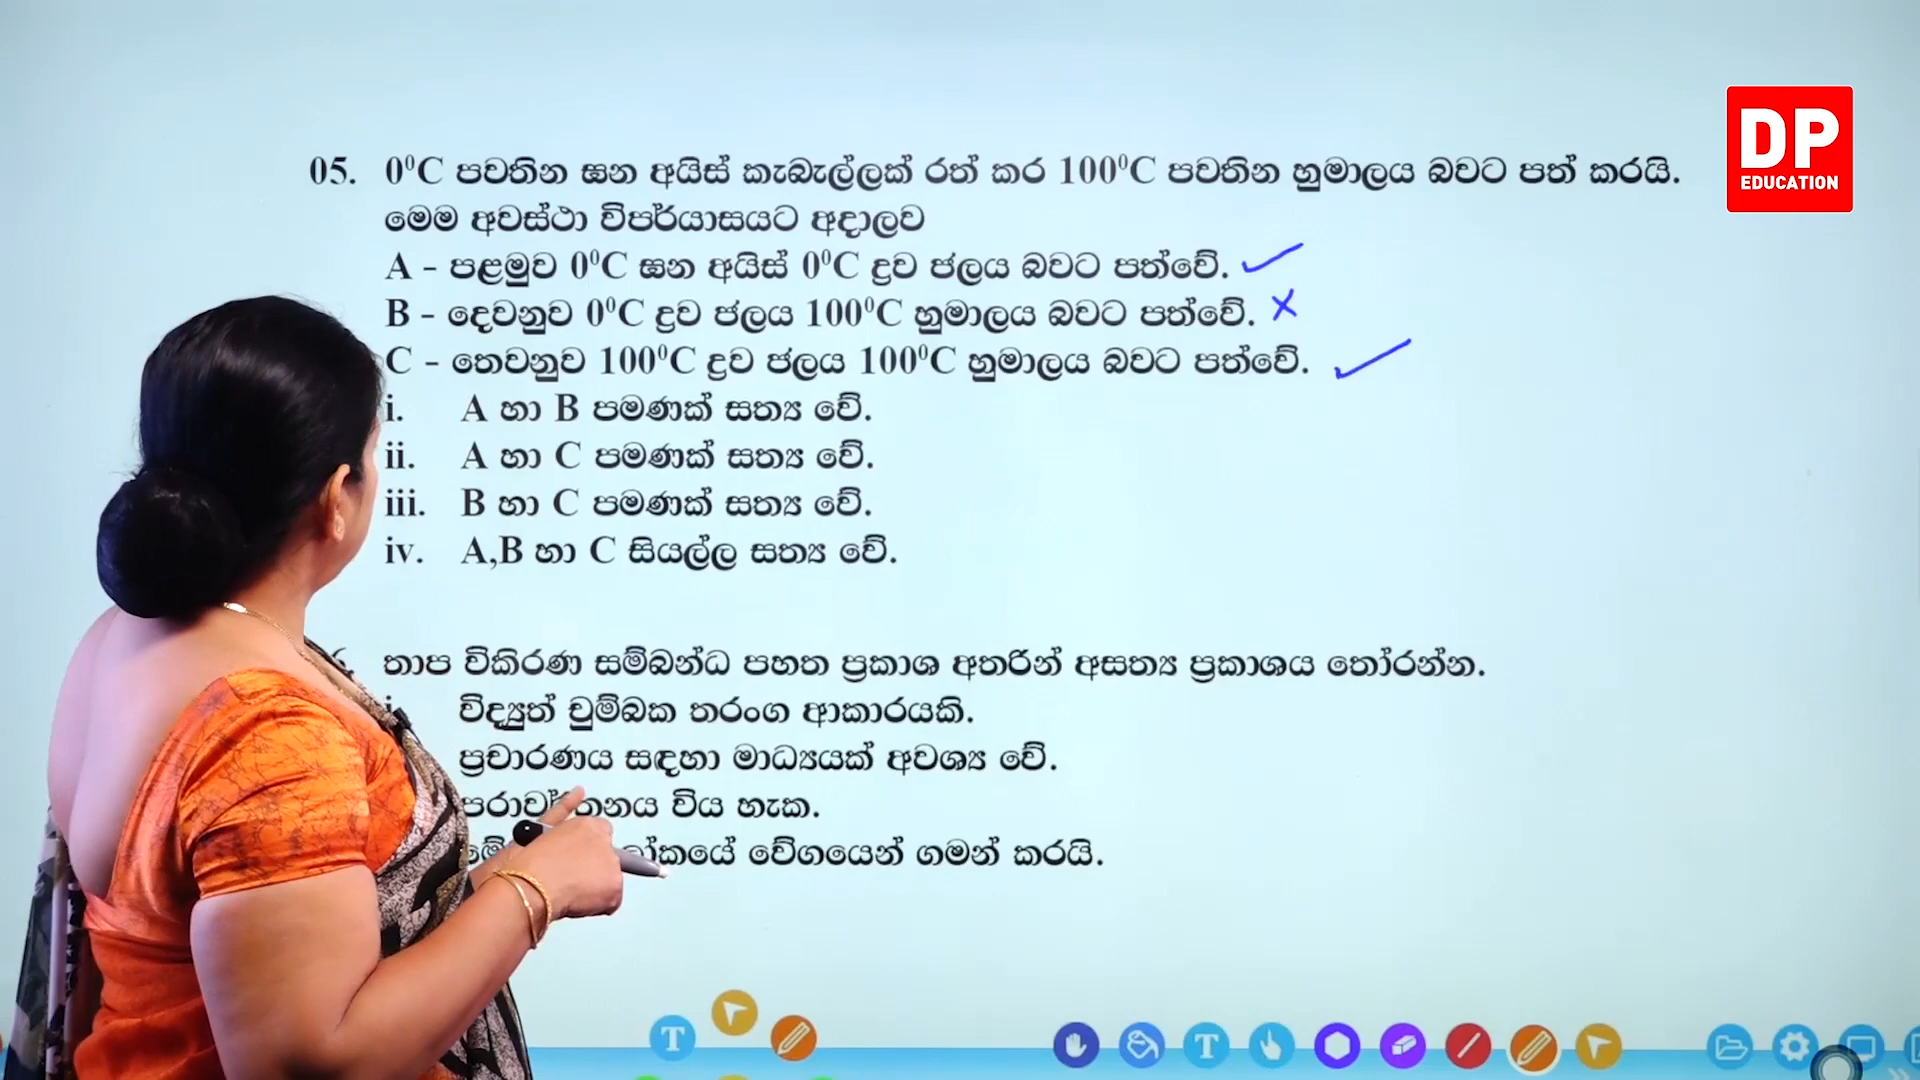 DP
EDUCATION
05. 0⁰C පවතින ඝන අයිස් කැබැල්ලක් රත් කර 100⁰C පවතින හුමාලය බවට පත් කරයි.
මෙම අවස්ථා විපර්යාසයට අදාලව
A - පළමුව 0⁰C ඝන අයිස් 0⁰C ද්‍රව ජලය බවට පත්වේ. ✓
B - දෙවනුව 0⁰C ද්‍රව ජලය 100⁰C හුමාලය බවට පත්වේ. ✗
C - තෙවනුව 100⁰C ද්‍රව ජලය 100⁰C හුමාලය බවට පත්වේ. ✓
i. A හා B පමණක් සත්‍ය වේ.
ii. A හා C පමණක් සත්‍ය වේ.
iii. B හා C පමණක් සත්‍ය වේ.
iv. A,B හා C සියල්ල සත්‍ය වේ.
තාප විකිරණ සම්බන්ධ පහත ප්‍රකාශ අතරින් අසත්‍ය ප්‍රකාශය තෝරන්න.
විද්‍යුත් චුම්බක තරංග ආකාරයකි.
ප්‍රචාරණය සඳහා මාධ්‍යයක් අවශ්‍ය වේ.
පරාවර්තනය විය හැක.
වේගයෙන් ගමන් කරයි.